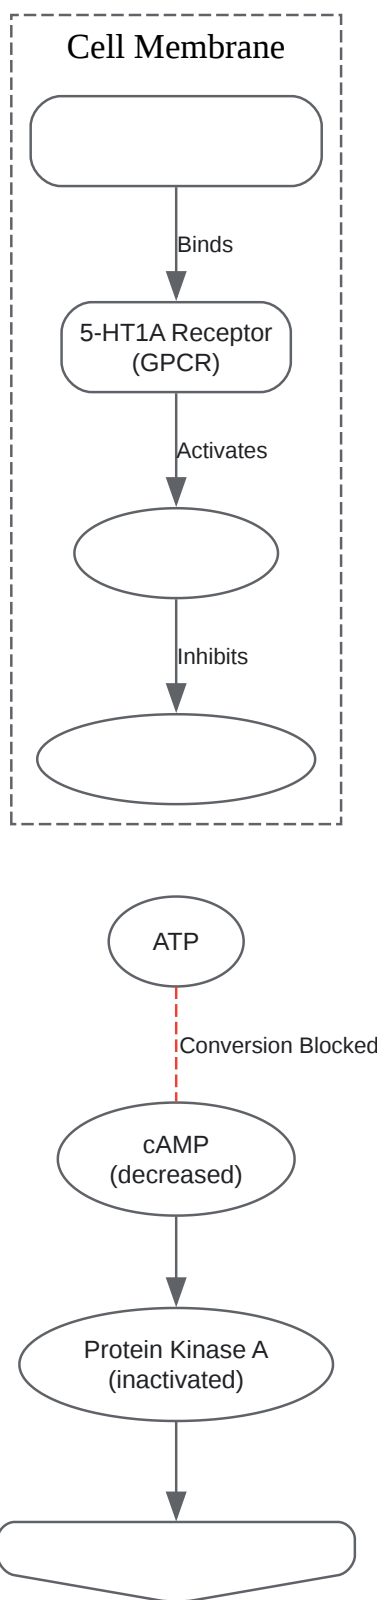 Cell Membrane
Binds
5-HT1A Receptor
(GPCR)
Activates
Inhibits
ATP
Conversion Blocked
cAMP
(decreased)
Protein Kinase A
(inactivated)